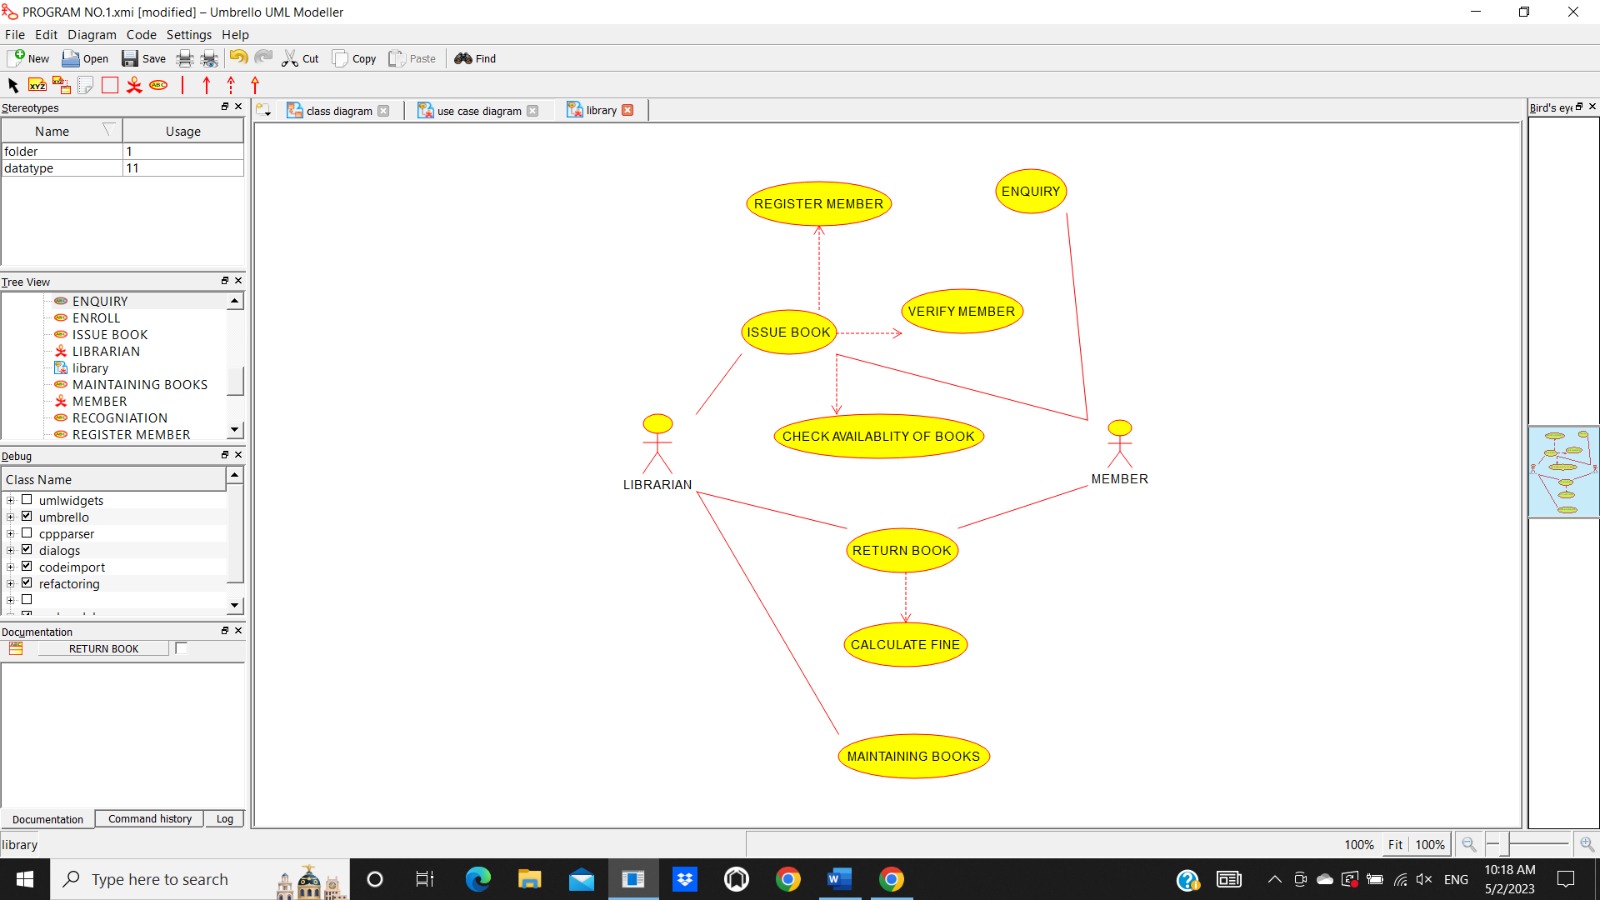 PROGRAM NO.1.xmi [modified] – Umbrello UML Modeller
File Edit Diagram Code Settings Help
New Open Save Cut Copy Paste Find
XYZ ABC
Stereotypes
Name Usage
folder 1
datatype 11
Tree View
ENQUIRY
ENROLL
ISSUE BOOK
LIBRARIAN
library
MAINTAINING BOOKS
MEMBER
RECOGNIATION
REGISTER MEMBER
Debug
Class Name
umlwidgets
umbrello
cppparser
dialogs
codeimport
refactoring
Documentation
RETURN BOOK
Documentation Command history Log
library
class diagram use case diagram library
REGISTER MEMBER
ENQUIRY
VERIFY MEMBER
ISSUE BOOK
CHECK AVAILABLITY OF BOOK
LIBRARIAN
MEMBER
RETURN BOOK
CALCULATE FINE
MAINTAINING BOOKS
Bird's eye
100% Fit 100%
Type here to search
ENG
10:18 AM
5/2/2023